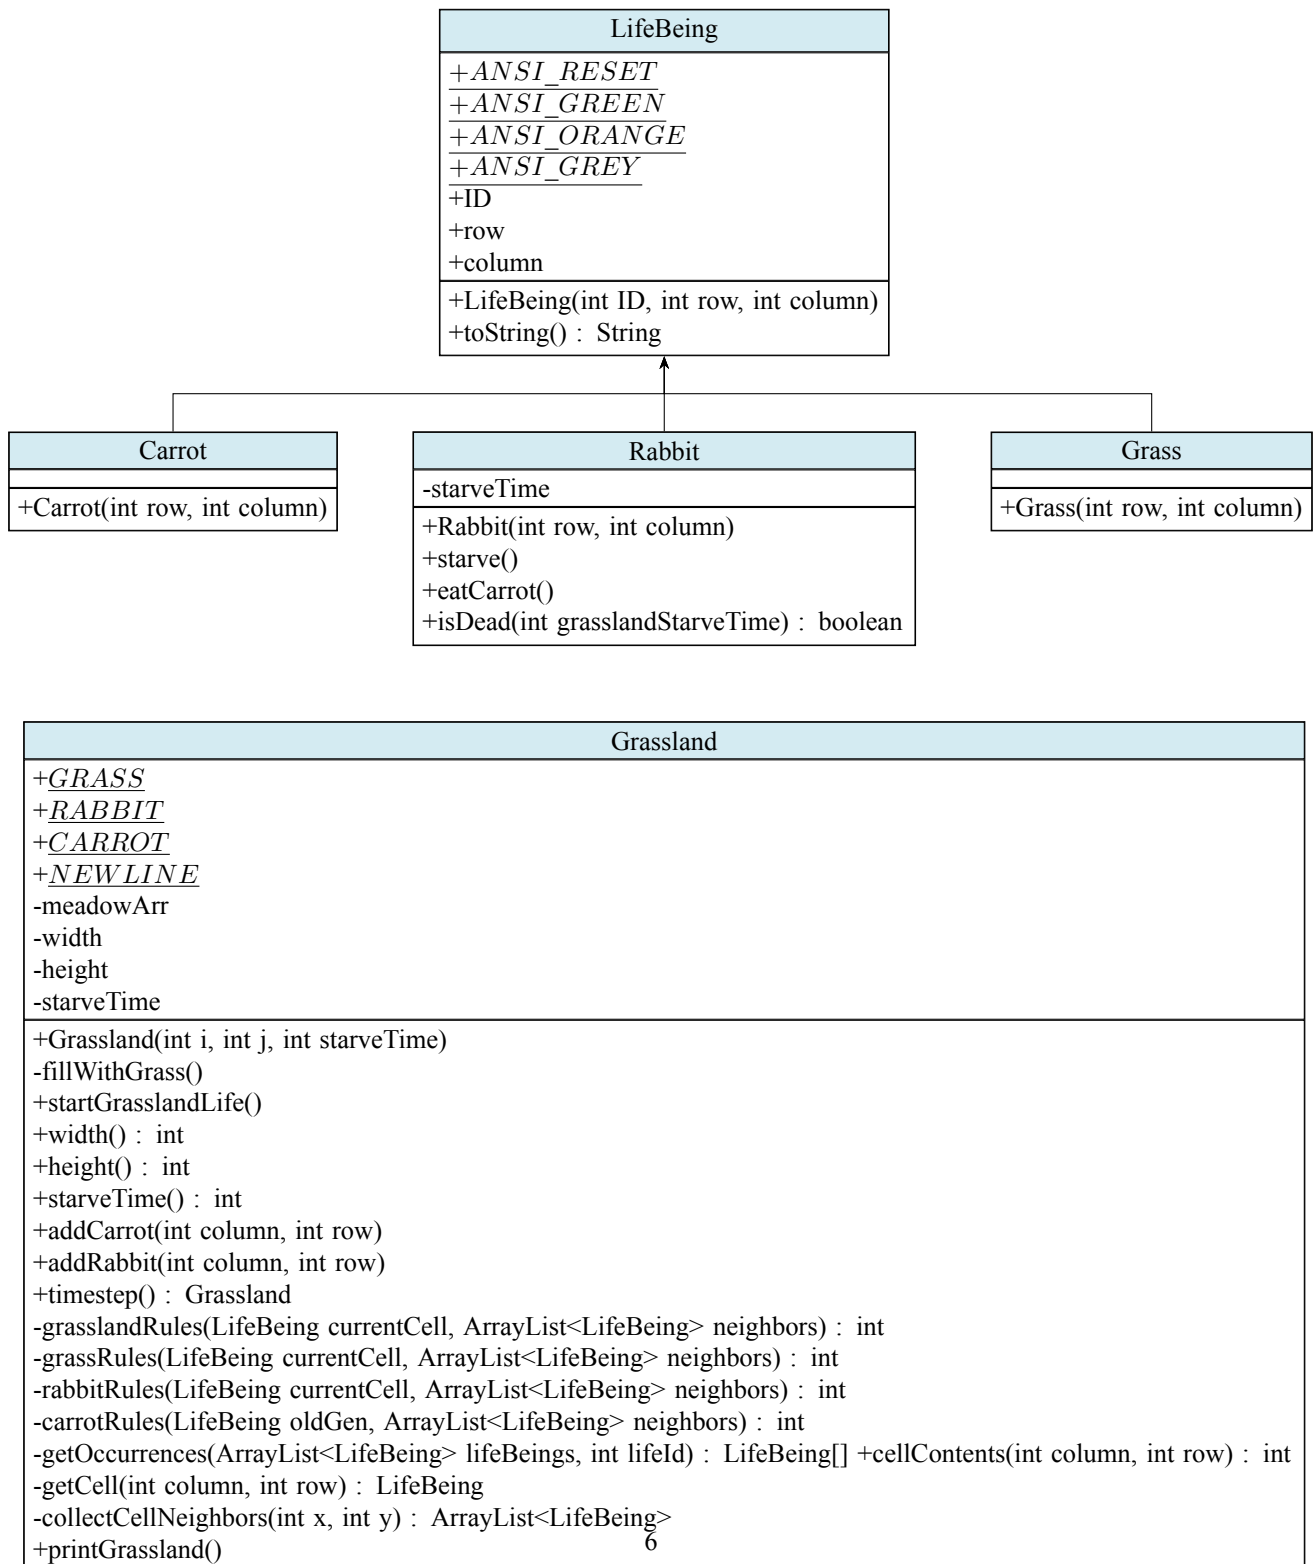 LifeBeing
+ANSI_RESET
+ANSI_GREEN
+ANSI_ORANGE
+ANSI_GREY
+ID
+row
+column
+LifeBeing(int ID, int row, int column)
+toString() : String
Carrot
+Carrot(int row, int column)
Rabbit
-starveTime
+Rabbit(int row, int column)
+starve()
+eatCarrot()
+isDead(int grasslandStarveTime) : boolean
Grass
+Grass(int row, int column)
Grassland
+GRASS
+RABBIT
+CARROT
+NEWLINE
-meadowArr
-width
-height
-starveTime
+Grassland(int i, int j, int starveTime)
-fillWithGrass()
+startGrasslandLife()
+width() : int
+height() : int
+starveTime() : int
+addCarrot(int column, int row)
+addRabbit(int column, int row)
+timestep() : Grassland
-grasslandRules(LifeBeing currentCell, ArrayList<LifeBeing> neighbors) : int
-grassRules(LifeBeing currentCell, ArrayList<LifeBeing> neighbors) : int
-rabbitRules(LifeBeing currentCell, ArrayList<LifeBeing> neighbors) : int
-carrotRules(LifeBeing oldGen, ArrayList<LifeBeing> neighbors) : int
-getOccurrences(ArrayList<LifeBeing> lifeBeings, int lifeId) : LifeBeing[] +cellContents(int column, int row) : int
-getCell(int column, int row) : LifeBeing
-collectCellNeighbors(int x, int y) : ArrayList<LifeBeing>
+printGrassland()
6